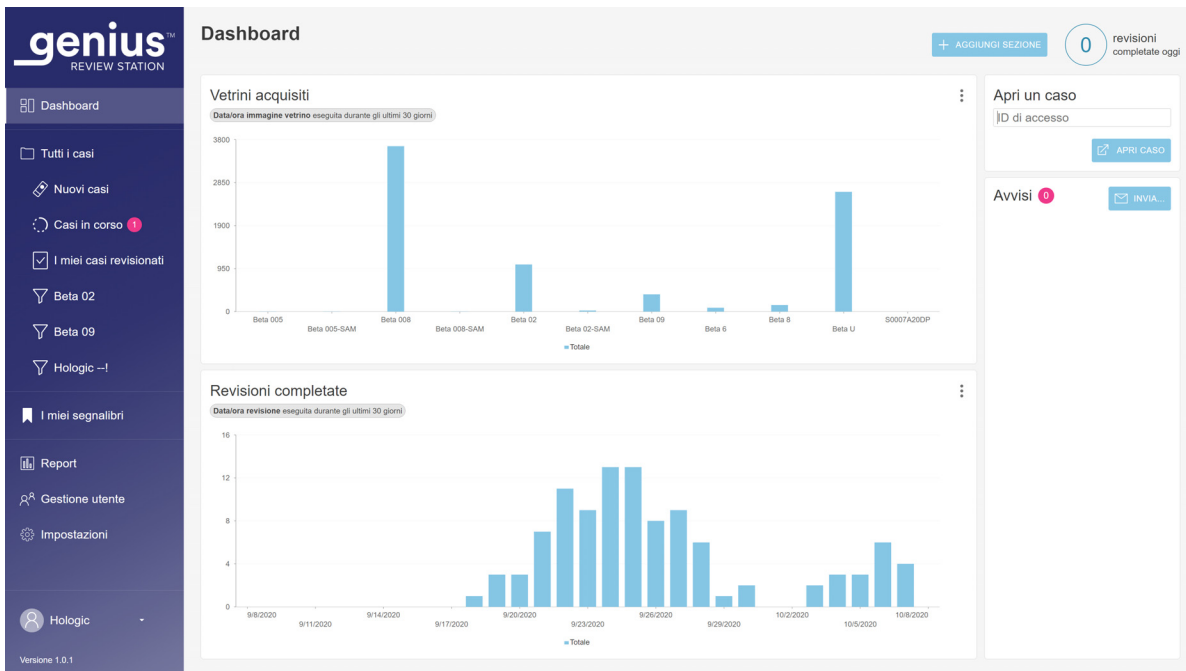 genius™
REVIEW STATION
Dashboard
Tutti i casi
Nuovi casi
Casi in corso 1
I miei casi revisionati
Beta 02
Beta 09
Hologic --!
I miei segnalibri
Report
Gestione utente
Impostazioni
Hologic
Versione 1.0.1
Dashboard
+ AGGIUNGI SEZIONE
0
revisioni
completate oggi
Vetrini acquisiti
Data/ora immagine vetrino eseguita durante gli ultimi 30 giorni
3800
2850
1900
950
0
Beta 005
Beta 005-SAM
Beta 008
Beta 008-SAM
Beta 02
Beta 02-SAM
Beta 09
Beta 6
Beta 8
Beta U
S0007A20DP
Totale
Revisioni completate
Data/ora revisione eseguita durante gli ultimi 30 giorni
16
12
8
4
0
9/8/2020
9/11/2020
9/14/2020
9/17/2020
9/20/2020
9/23/2020
9/26/2020
9/29/2020
10/2/2020
10/5/2020
10/8/2020
Totale
Apri un caso
ID di accesso
APRI CASO
Avvisi 0
INVIA...